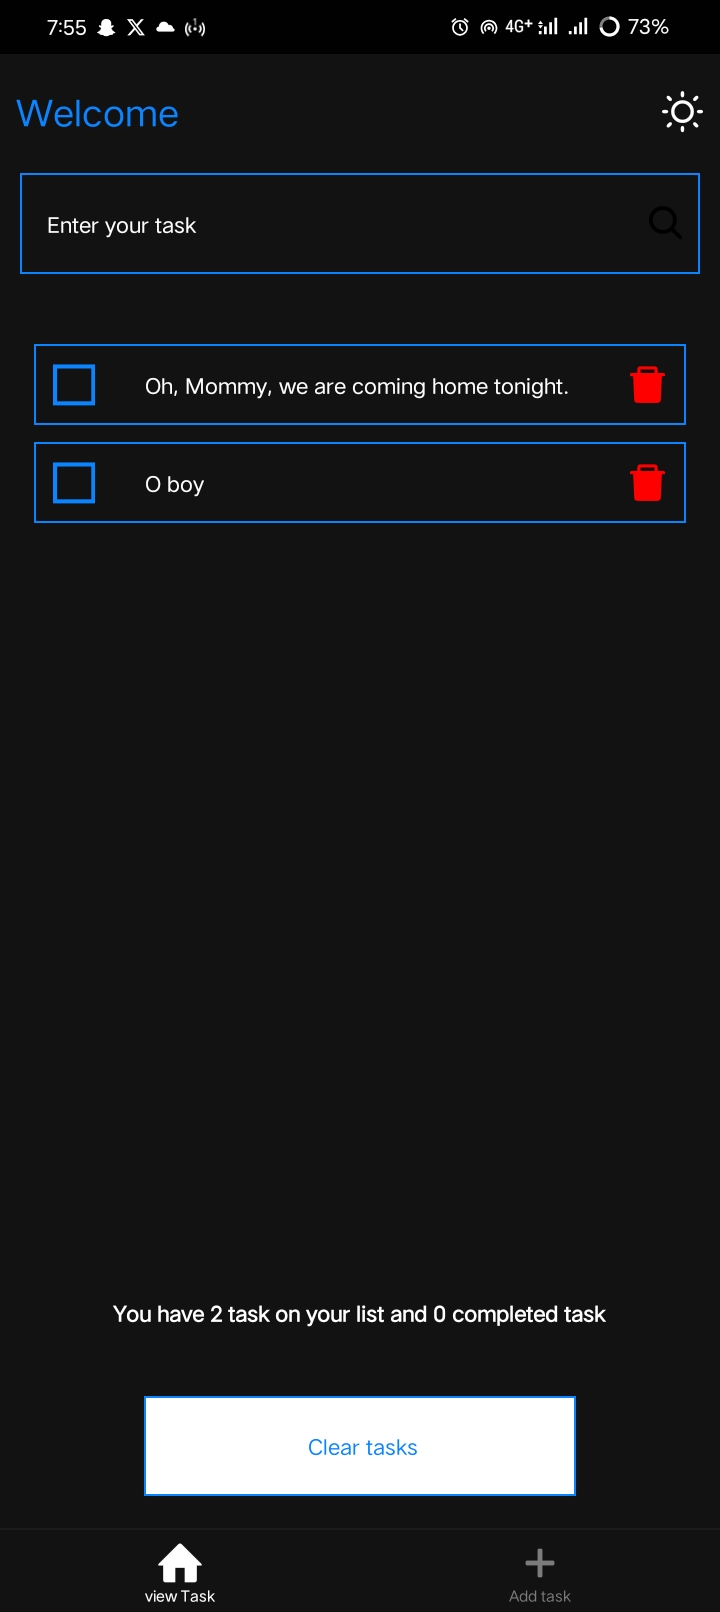 7:55 4G+ 73%
Welcome
Enter your task
Oh, Mommy, we are coming home tonight.
O boy
You have 2 task on your list and 0 completed task
Clear tasks
view Task Add task